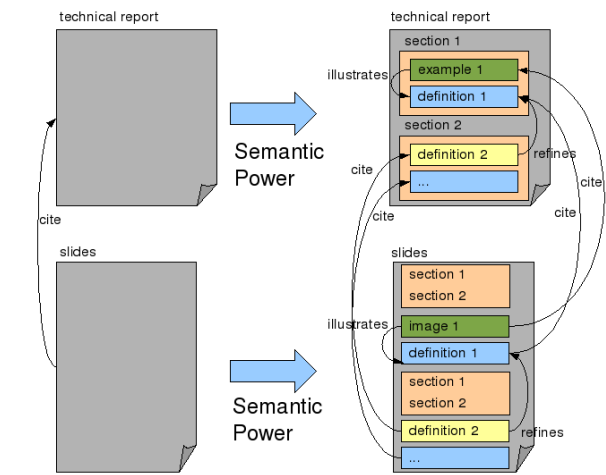 technical report
technical report
section 1
example 1
illustrates
definition 1
Semantic
Power
section 2
definition 2
refines
cite
cite
...
cite
cite
cite
slides
slides
section 1
section 2
illustrates
image 1
definition 1
section 1
section 2
Semantic
Power
definition 2
refines
...